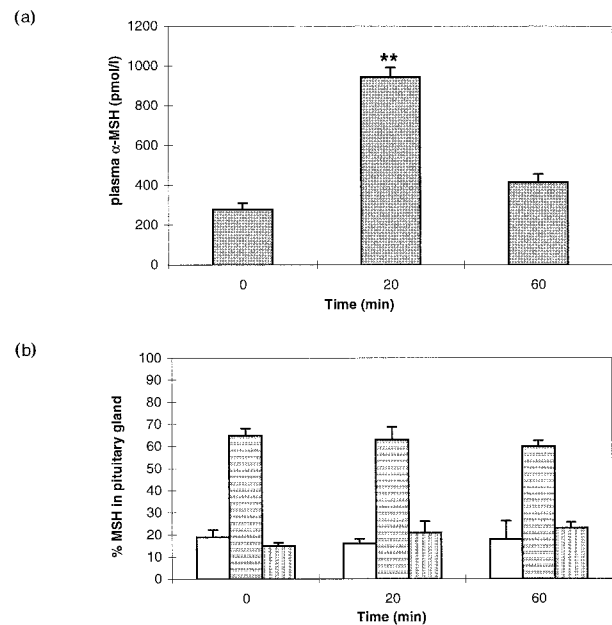 (a)
plasma α-MSH (pmol/l)
1200
1000
800
600
400
200
0
**
0 20 60
Time (min)
(b)
% MSH in pituitary gland
100
90
80
70
60
50
40
30
20
10
0
0 20 60
Time (min)